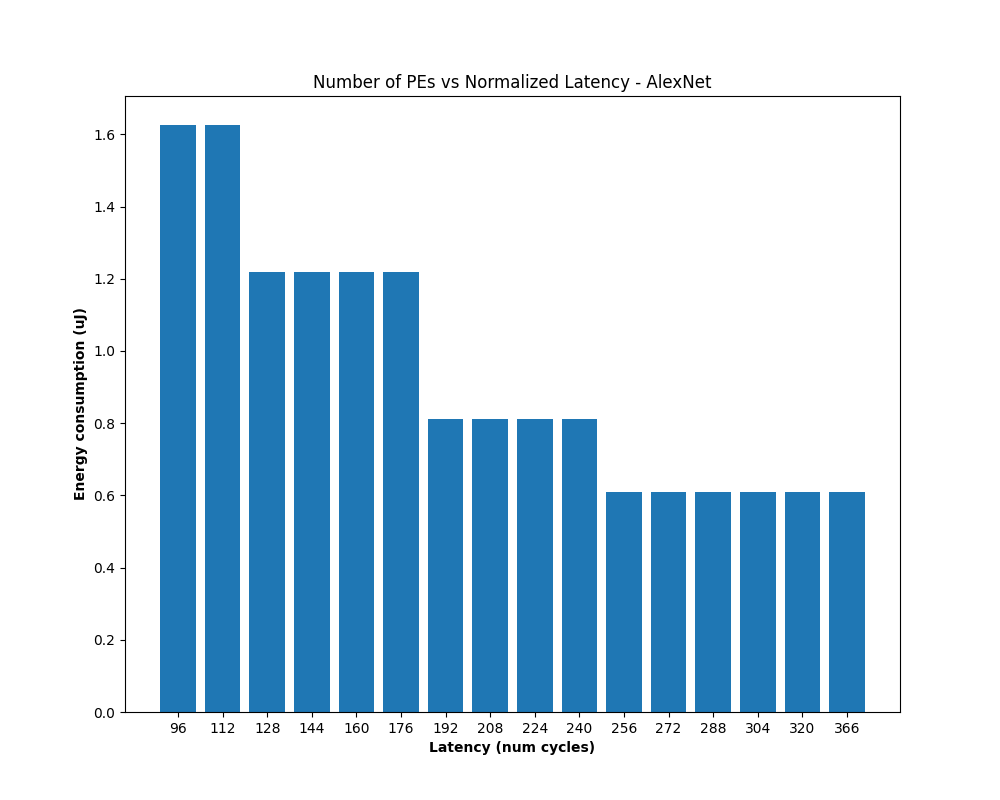 Number of PEs vs Normalized Latency - AlexNet
1.6
1.4
1.2
1.0
0.8
0.6
0.4
0.2
0.0
Energy consumption (uJ)
96 112 128 144 160 176 192 208 224 240 256 272 288 304 320 366
Latency (num cycles)